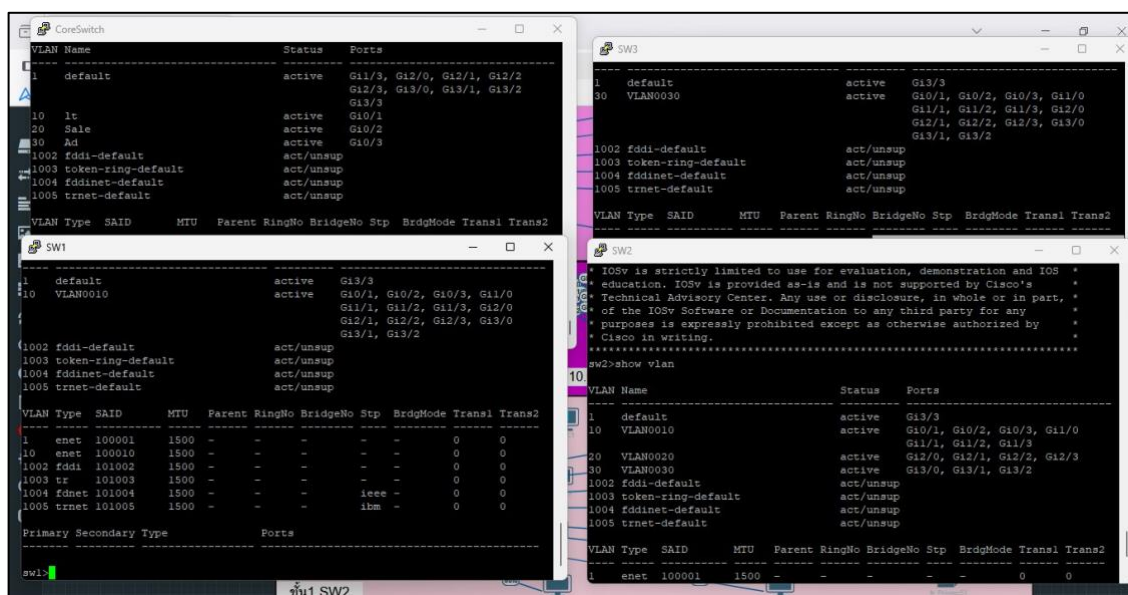 CoreSwitch
VLAN Name                             Status    Ports
1    default                          active    Gi1/3, Gi2/0, Gi2/1, Gi2/2
                                                Gi2/3, Gi3/0, Gi3/1, Gi3/2
                                                Gi3/3
10   It                               active    Gi0/1
20   Sale                             active    Gi0/2
30   Ad                               active    Gi0/3
1002 fddi-default                     act/unsup
1003 token-ring-default               act/unsup
1004 fddinet-default                  act/unsup
1005 trnet-default                    act/unsup
VLAN Type  SAID       MTU   Parent RingNo BridgeNo Stp  BrdgMode Trans1 Trans2
SW3
1    default                          active    Gi3/3
30   VLAN0030                         active    Gi0/1, Gi0/2, Gi0/3, Gi1/0
                                                Gi1/1, Gi1/2, Gi1/3, Gi2/0
                                                Gi2/1, Gi2/2, Gi2/3, Gi3/0
                                                Gi3/1, Gi3/2
1002 fddi-default                     act/unsup
1003 token-ring-default               act/unsup
1004 fddinet-default                  act/unsup
1005 trnet-default                    act/unsup
VLAN Type  SAID       MTU   Parent RingNo BridgeNo Stp  BrdgMode Trans1 Trans2
SW1
1    default                          active    Gi3/3
10   VLAN0010                         active    Gi0/1, Gi0/2, Gi0/3, Gi1/0
                                                Gi1/1, Gi1/2, Gi1/3, Gi2/0
                                                Gi2/1, Gi2/2, Gi2/3, Gi3/0
                                                Gi3/1, Gi3/2
1002 fddi-default                     act/unsup
1003 token-ring-default               act/unsup
1004 fddinet-default                  act/unsup
1005 trnet-default                    act/unsup
VLAN Type  SAID       MTU   Parent RingNo BridgeNo Stp  BrdgMode Trans1 Trans2
1    enet  100001     1500  -      -      -        -    -        0      0
10   enet  100010     1500  -      -      -        -    -        0      0
1002 fddi  101002     1500  -      -      -        -    -        0      0
1003 tr    101003     1500  -      -      -        -    -        0      0
1004 fdnet 101004     1500  -      -      -        ieee -        0      0
1005 trnet 101005     1500  -      -      -        ibm  -        0      0
Primary Secondary Type              Ports
sw1>
SW2
* IOSv is strictly limited to use for evaluation, demonstration and IOS  *
* education. IOSv is provided as-is and is not supported by Cisco's      *
* Technical Advisory Center. Any use or disclosure, in whole or in part, *
* of the IOSv Software or Documentation to any third party for any       *
* purposes is expressly prohibited except as otherwise authorized by     *
* Cisco in writing.                                                      *
**************************************************************************
sw2>show vlan
VLAN Name                             Status    Ports
1    default                          active    Gi3/3
10   VLAN0010                         active    Gi0/1, Gi0/2, Gi0/3, Gi1/0
                                                Gi1/1, Gi1/2, Gi1/3
20   VLAN0020                         active    Gi2/0, Gi2/1, Gi2/2, Gi2/3
30   VLAN0030                         active    Gi3/0, Gi3/1, Gi3/2
1002 fddi-default                     act/unsup
1003 token-ring-default               act/unsup
1004 fddinet-default                  act/unsup
1005 trnet-default                    act/unsup
VLAN Type  SAID       MTU   Parent RingNo BridgeNo Stp  BrdgMode Trans1 Trans2
1    enet  100001     1500  -      -      -        -    -        0      0
10.
ชั้น1 SW2